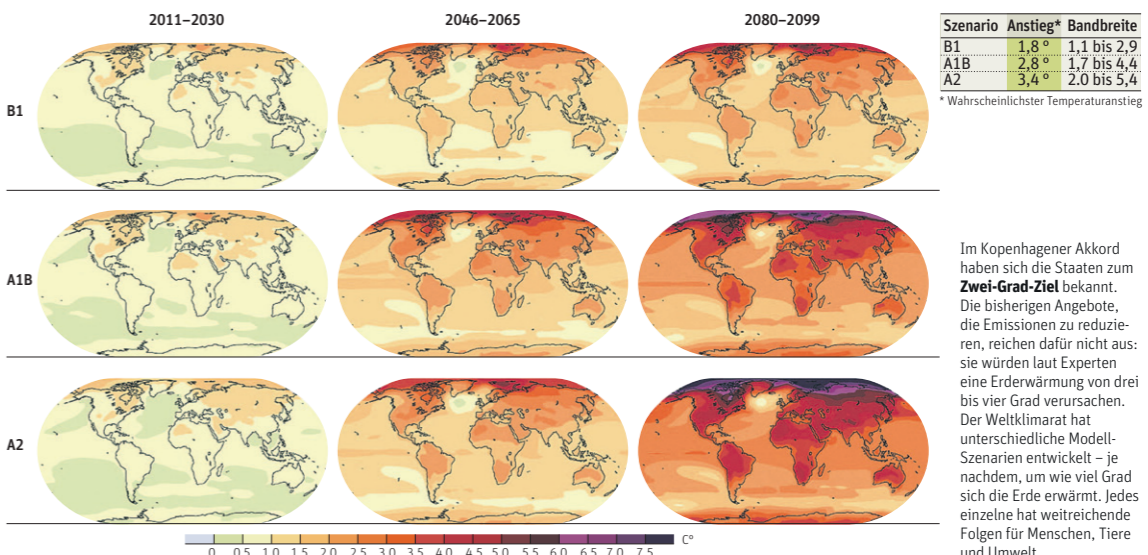 2011–2030 2046–2065 2080–2099
Szenario Anstieg* Bandbreite
B1 1,8 º 1,1 bis 2,9
A1B 2,8 º 1,7 bis 4,4
A2 3,4 º 2.0 bis 5,4
* Wahrscheinlichster Temperaturanstieg
B1
A1B
A2
Im Kopenhagener Akkord
haben sich die Staaten zum
Zwei-Grad-Ziel bekannt.
Die bisherigen Angebote,
die Emissionen zu reduzie-
ren, reichen dafür nicht aus:
sie würden laut Experten
eine Erderwärmung von drei
bis vier Grad verursachen.
Der Weltklimarat hat
unterschiedliche Modell-
Szenarien entwickelt – je
nachdem, um wie viel Grad
sich die Erde erwärmt. Jedes
einzelne hat weitreichende
Folgen für Menschen, Tiere
und Umwelt
Cº
0 0.5 1.0 1.5 2.0 2.5 3.5 4.0 4.5 5.0 5.5 6.0 6.5 7.0 7.5